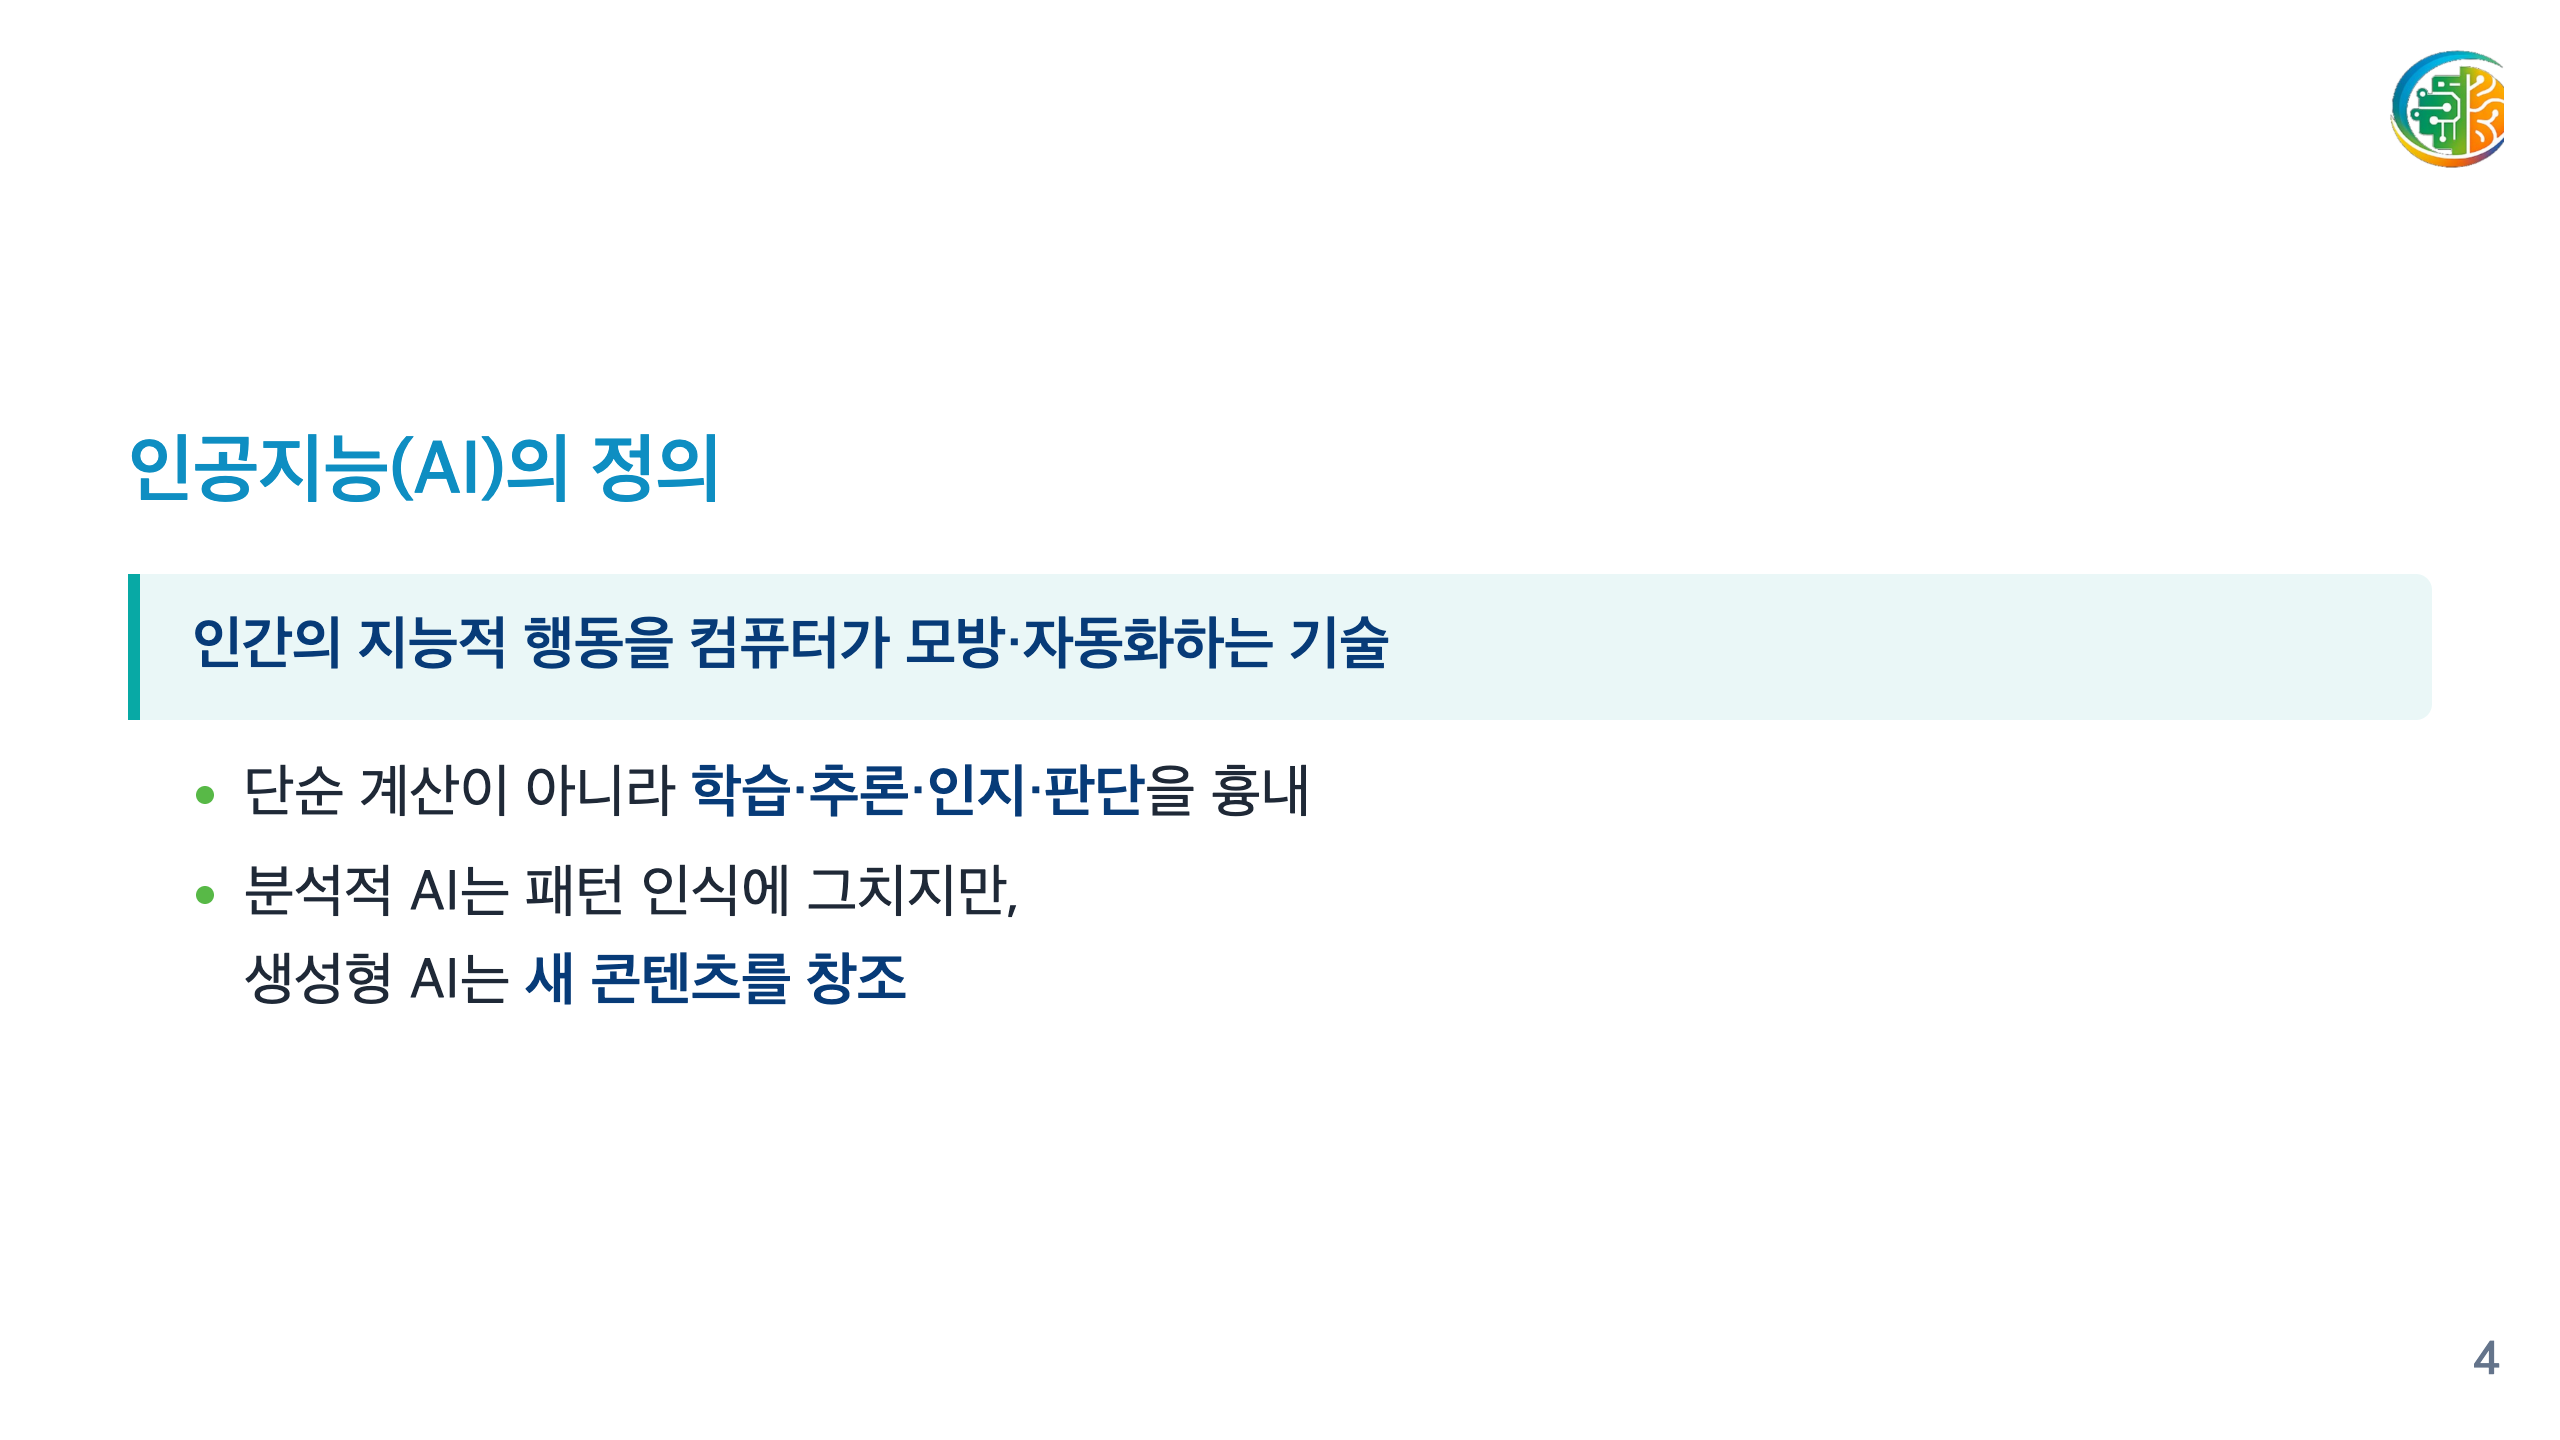 인공지능(AI)의 정의
인간의 지능적 행동을 컴퓨터가 모방·자동화하는 기술
• 단순 계산이 아니라 학습·추론·인지·판단을 흉내
• 분석적 AI는 패턴 인식에 그치지만,
생성형 AI는 새 콘텐츠를 창조
4